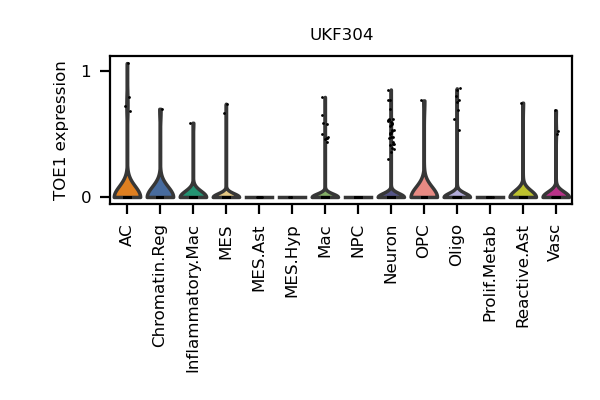 UKF304
TOE1 expression
1
0
AC
Chromatin.Reg
Inflammatory.Mac
MES
MES.Ast
MES.Hyp
Mac
NPC
Neuron
OPC
Oligo
Prolif.Metab
Reactive.Ast
Vasc